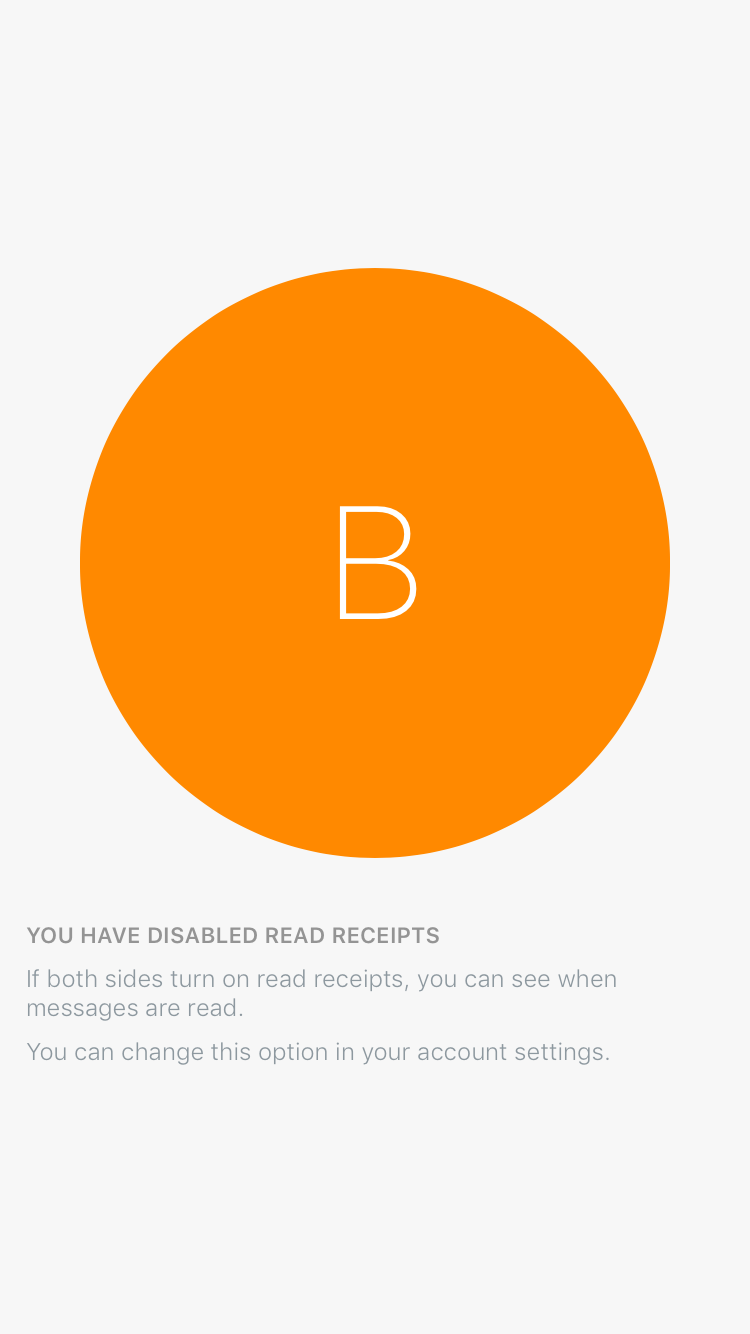 B
YOU HAVE DISABLED READ RECEIPTS
If both sides turn on read receipts, you can see when
messages are read.
You can change this option in your account settings.